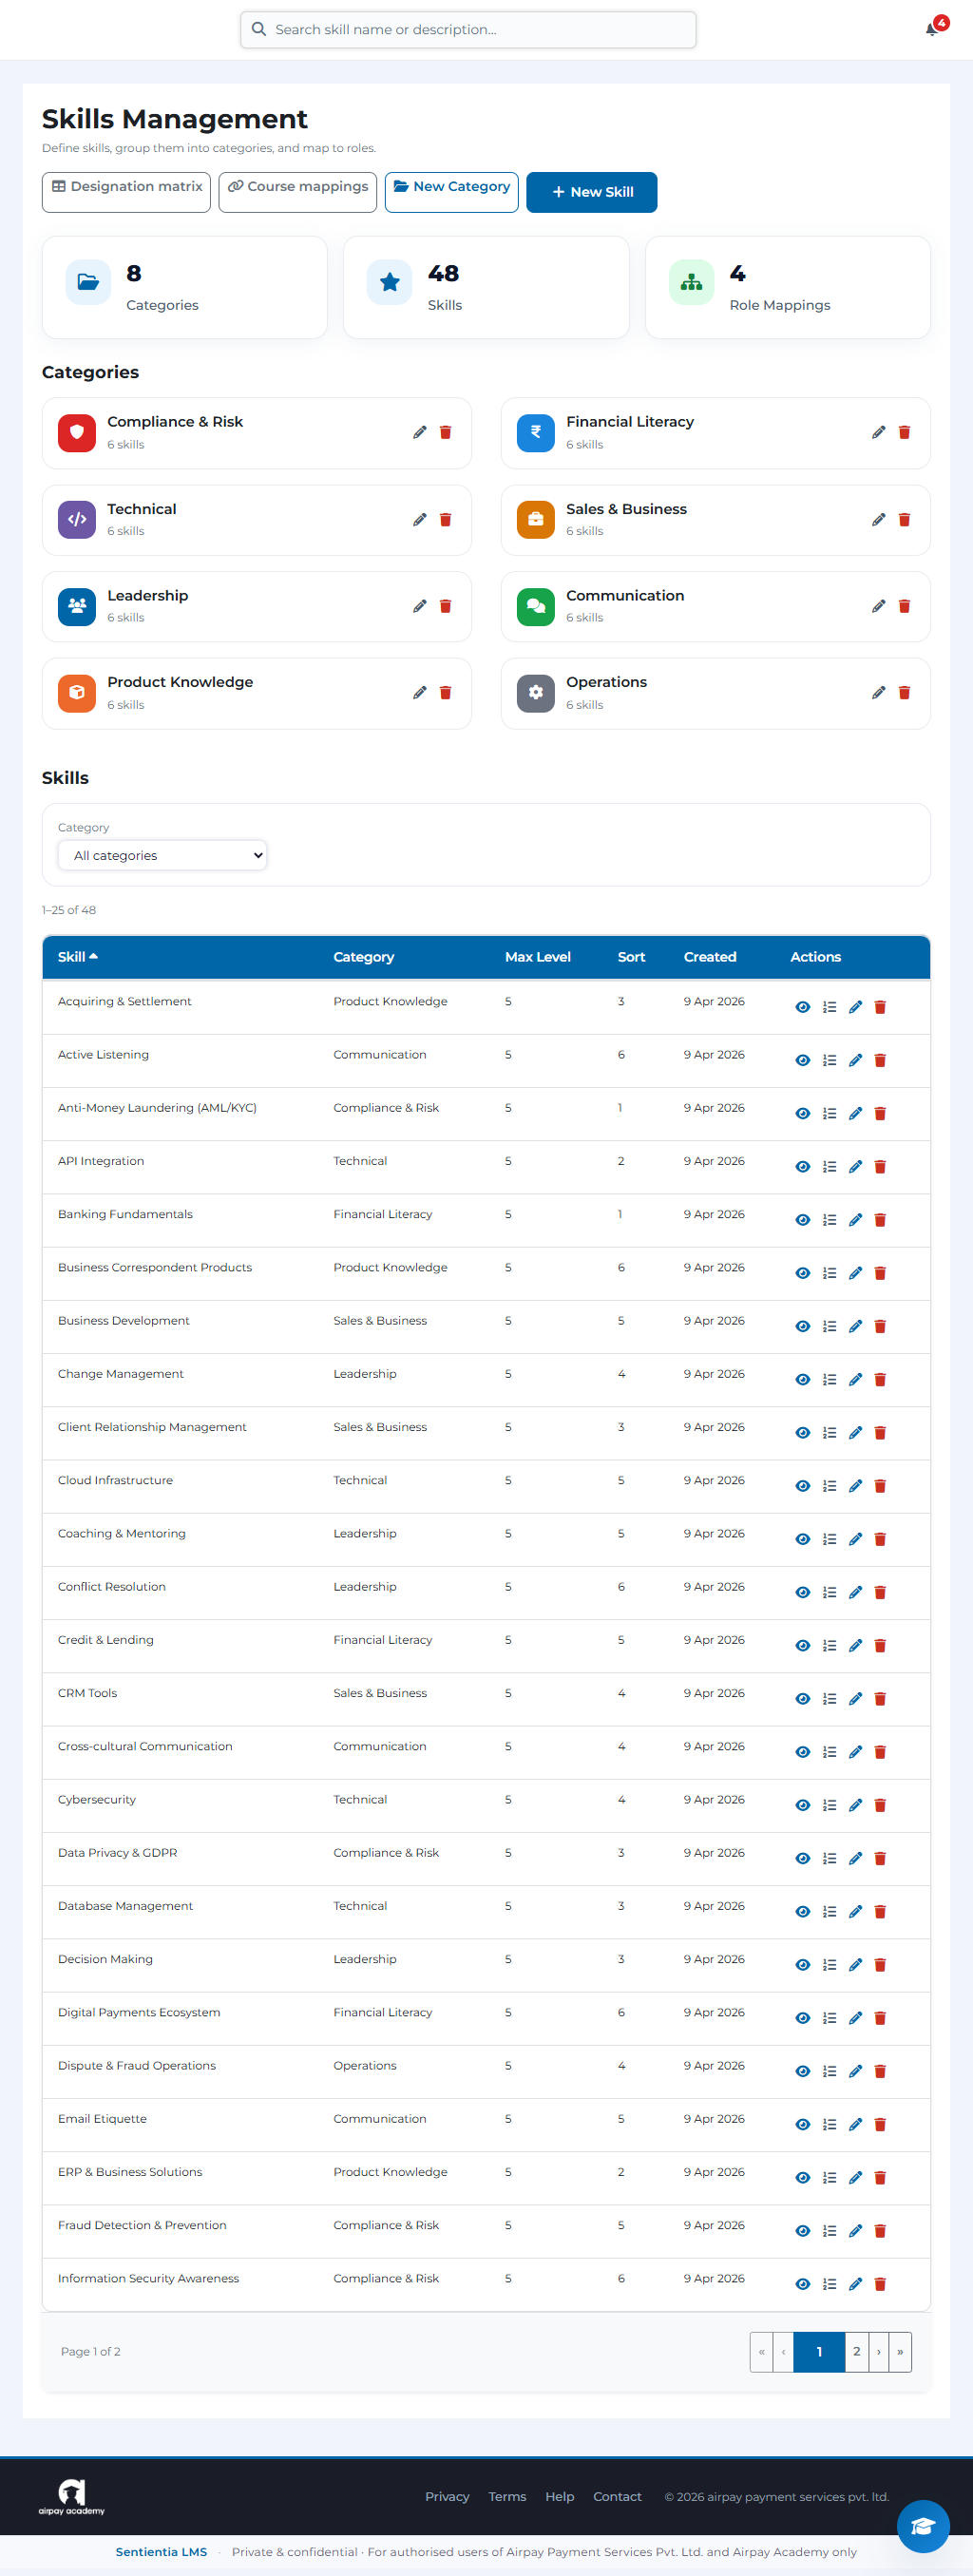 Search skill name or description...
4
Skills Management
Define skills, group them into categories, and map to roles.
Designation matrix
Course mappings
New Category
+ New Skill
8
Categories
48
Skills
4
Role Mappings
Categories
Compliance & Risk
6 skills
Financial Literacy
6 skills
Technical
6 skills
Sales & Business
6 skills
Leadership
6 skills
Communication
6 skills
Product Knowledge
6 skills
Operations
6 skills
Skills
Category
All categories
1–25 of 48
Skill Category Max Level Sort Created Actions
Acquiring & Settlement Product Knowledge 5 3 9 Apr 2026
Active Listening Communication 5 6 9 Apr 2026
Anti-Money Laundering (AML/KYC) Compliance & Risk 5 1 9 Apr 2026
API Integration Technical 5 2 9 Apr 2026
Banking Fundamentals Financial Literacy 5 1 9 Apr 2026
Business Correspondent Products Product Knowledge 5 6 9 Apr 2026
Business Development Sales & Business 5 5 9 Apr 2026
Change Management Leadership 5 4 9 Apr 2026
Client Relationship Management Sales & Business 5 3 9 Apr 2026
Cloud Infrastructure Technical 5 5 9 Apr 2026
Coaching & Mentoring Leadership 5 5 9 Apr 2026
Conflict Resolution Leadership 5 6 9 Apr 2026
Credit & Lending Financial Literacy 5 5 9 Apr 2026
CRM Tools Sales & Business 5 4 9 Apr 2026
Cross-cultural Communication Communication 5 4 9 Apr 2026
Cybersecurity Technical 5 4 9 Apr 2026
Data Privacy & GDPR Compliance & Risk 5 3 9 Apr 2026
Database Management Technical 5 3 9 Apr 2026
Decision Making Leadership 5 3 9 Apr 2026
Digital Payments Ecosystem Financial Literacy 5 6 9 Apr 2026
Dispute & Fraud Operations Operations 5 4 9 Apr 2026
Email Etiquette Communication 5 5 9 Apr 2026
ERP & Business Solutions Product Knowledge 5 2 9 Apr 2026
Fraud Detection & Prevention Compliance & Risk 5 5 9 Apr 2026
Information Security Awareness Compliance & Risk 5 6 9 Apr 2026
Page 1 of 2
« ‹ 1 2 › »
airpay academy
Privacy Terms Help Contact © 2026 airpay payment services pvt. ltd.
Sentientia LMS · Private & confidential · For authorised users of Airpay Payment Services Pvt. Ltd. and Airpay Academy only